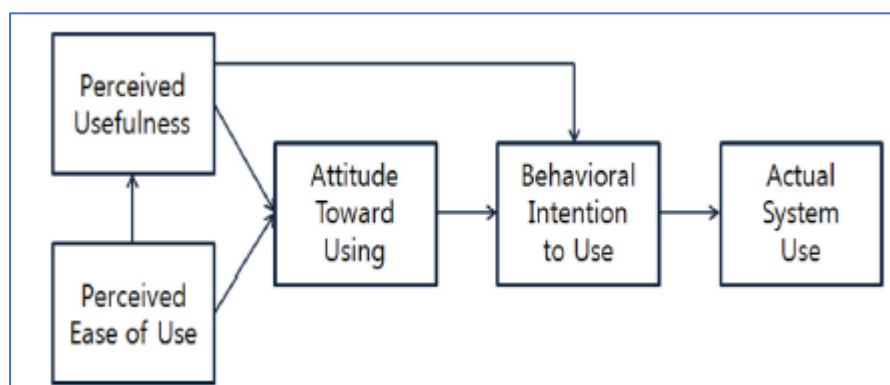 Perceived
Usefulness
Perceived
Ease of Use
Attitude
Toward
Using
Behavioral
Intention
to Use
Actual
System
Use